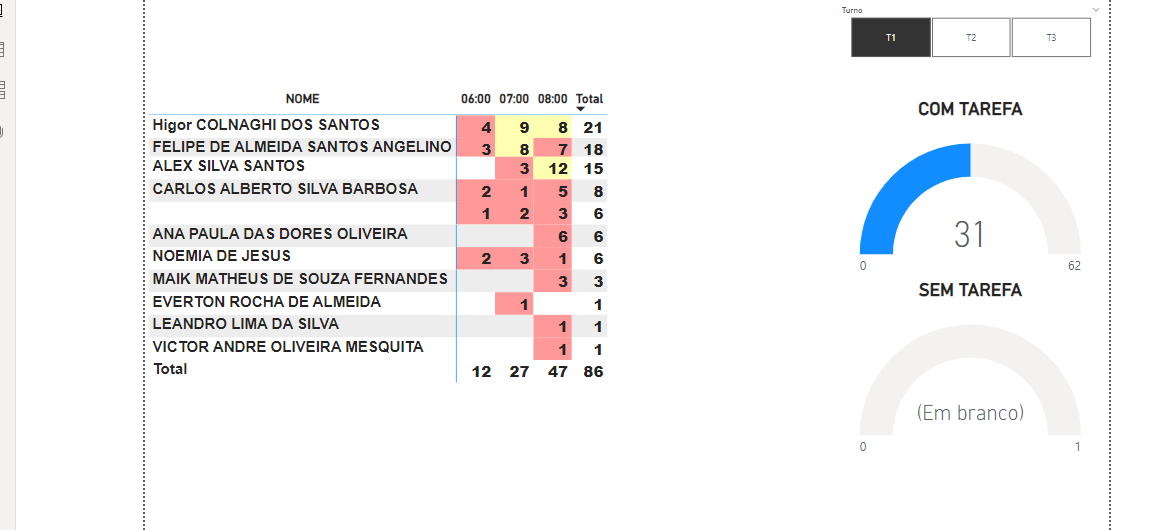 Turno
T1 T2 T3
NOME 06:00 07:00 08:00 Total
Higor COLNAGHI DOS SANTOS 4 9 8 21
FELIPE DE ALMEIDA SANTOS ANGELINO 3 8 7 18
ALEX SILVA SANTOS 3 12 15
CARLOS ALBERTO SILVA BARBOSA 2 1 5 8
1 2 3 6
ANA PAULA DAS DORES OLIVEIRA 6 6
NOEMIA DE JESUS 2 3 1 6
MAIK MATHEUS DE SOUZA FERNANDES 3 3
EVERTON ROCHA DE ALMEIDA 1 1
LEANDRO LIMA DA SILVA 1 1
VICTOR ANDRE OLIVEIRA MESQUITA 1 1
Total 12 27 47 86
COM TAREFA
31
0 62
SEM TAREFA
(Em branco)
0 1